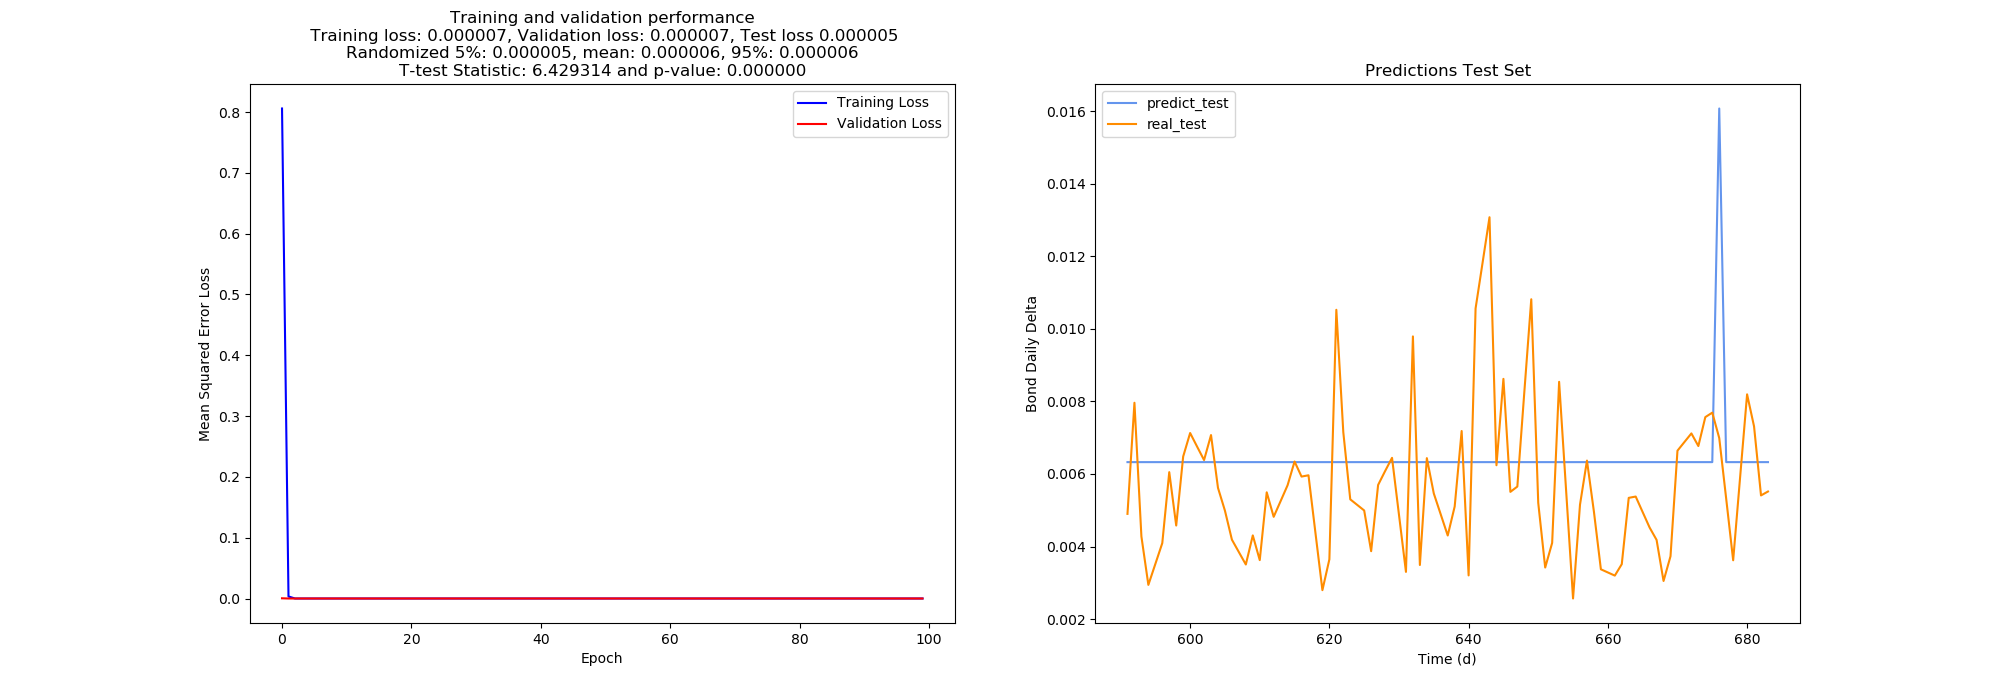 Training and validation performance
Training loss: 0.000007, Validation loss: 0.000007, Test loss 0.000005
Randomized 5%: 0.000005, mean: 0.000006, 95%: 0.000006
T-test Statistic: 6.429314 and p-value: 0.000000
Training Loss
Validation Loss
0.8
0.7
0.6
0.5
0.4
0.3
0.2
0.1
0.0
Mean Squared Error Loss
0
20
40
60
80
100
Epoch
Predictions Test Set
predict_test
real_test
0.016
0.014
0.012
0.010
0.008
0.006
0.004
0.002
Bond Daily Delta
600
620
640
660
680
Time (d)